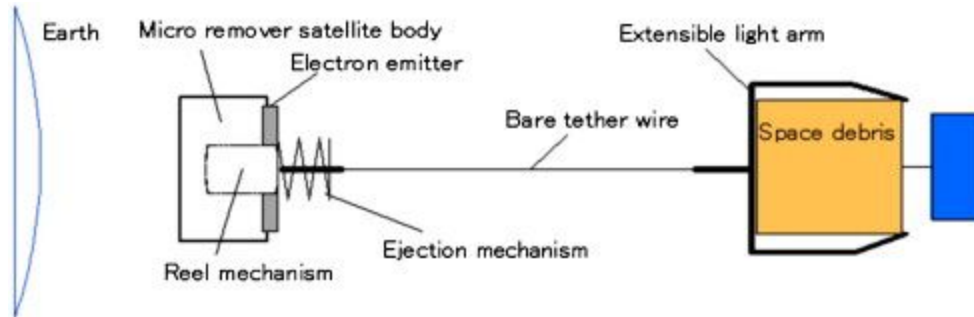 Earth
Micro remover satellite body
Electron emitter
Extensible light arm
Bare tether wire
Space debris
Ejection mechanism
Reel mechanism